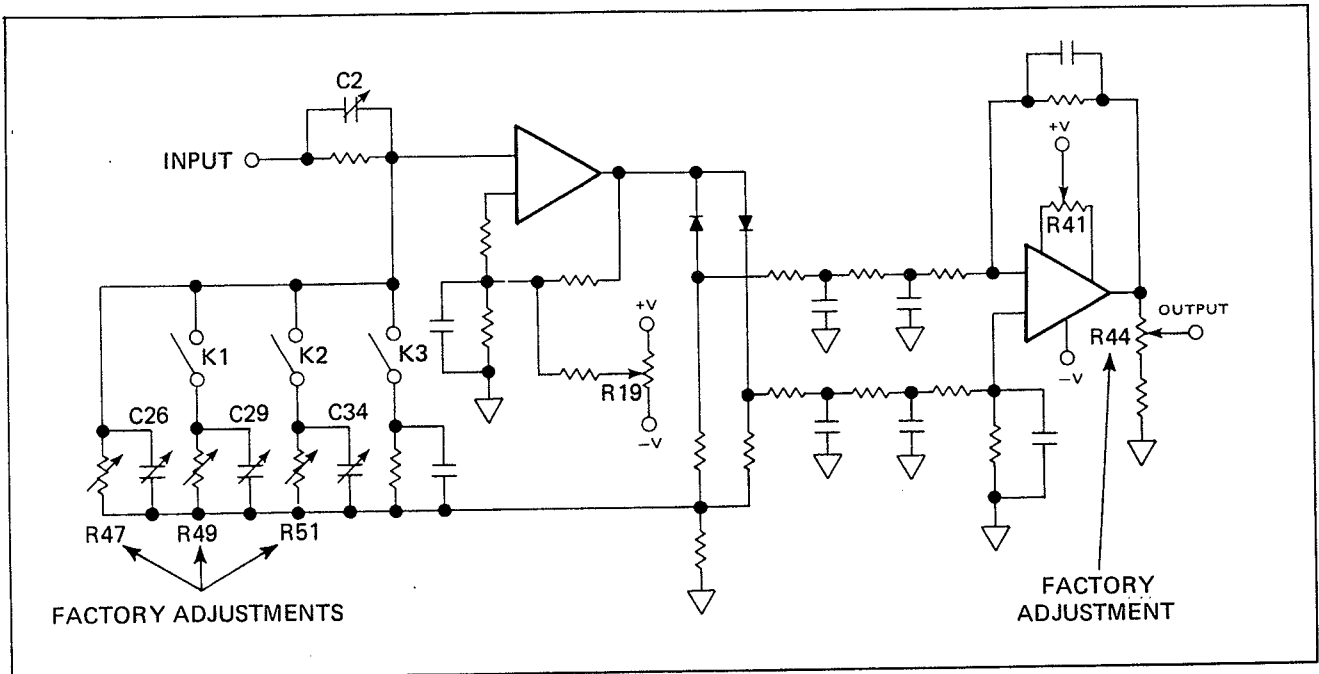 C2
INPUT
+V
R41
K1
K2
K3
+V
OUTPUT
R44
R19
-V
C26
C29
C34
-V
R47
R49
R51
FACTORY ADJUSTMENTS
FACTORY
ADJUSTMENT